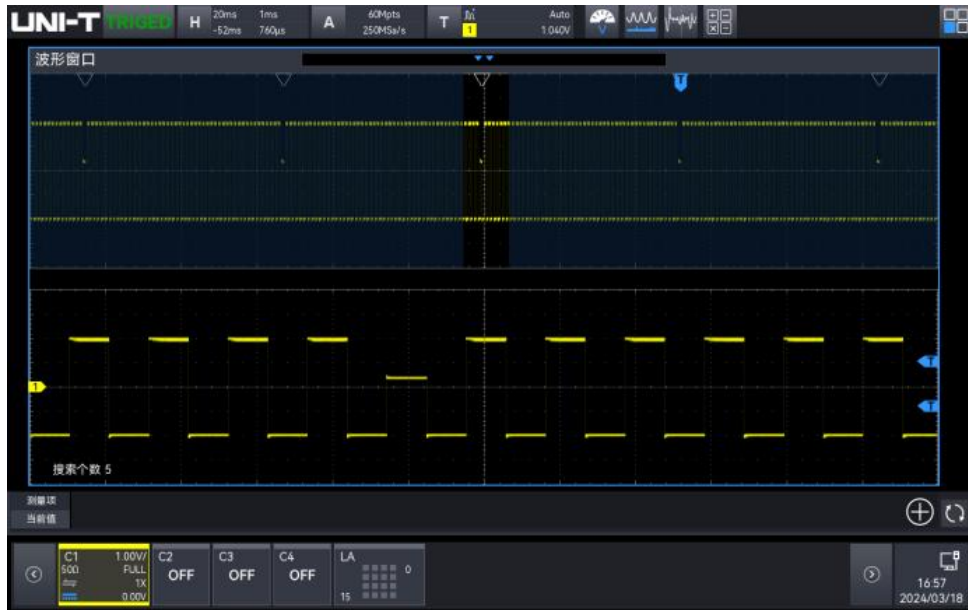 UNI-T TRIGED H 20ms 1ms A 60Mpts T Auto
-52ms 760μs 250MSa/s 1 1.040V
波形窗口
T
T
1
T
搜索个数 5
测量项
当前值
C1 1.00V/ C2 C3 C4 LA
50Ω FULL OFF OFF OFF 0
1X
0.00V 15
16:57
2024/03/18